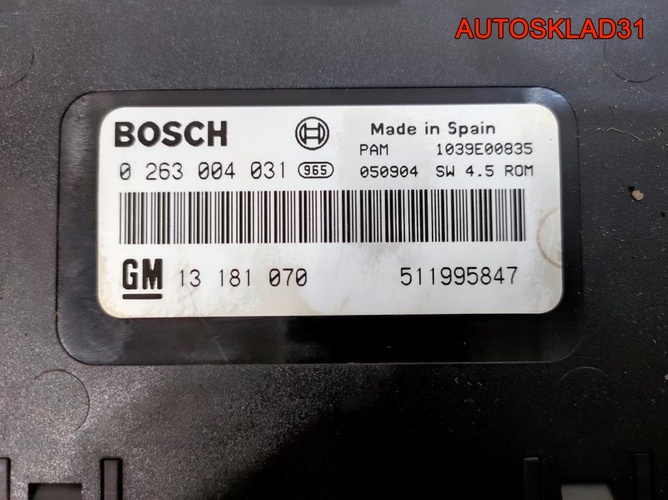 AUTOSKLAD31
BOSCH Made in Spain
PAM 1039E00835
0 263 004 031 965 050904 SW 4.5 ROM
GM 13 181 070 511995847